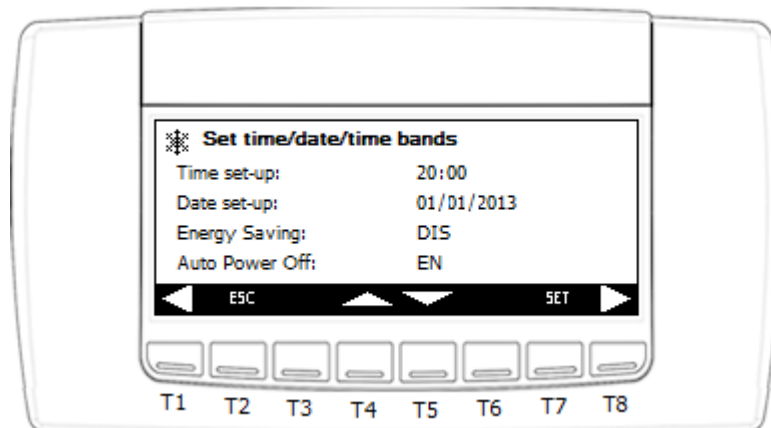 Set time/date/time bands
Time set-up: 20:00
Date set-up: 01/01/2013
Energy Saving: DIS
Auto Power Off: EN
ESC SET
T1 T2 T3 T4 T5 T6 T7 T8